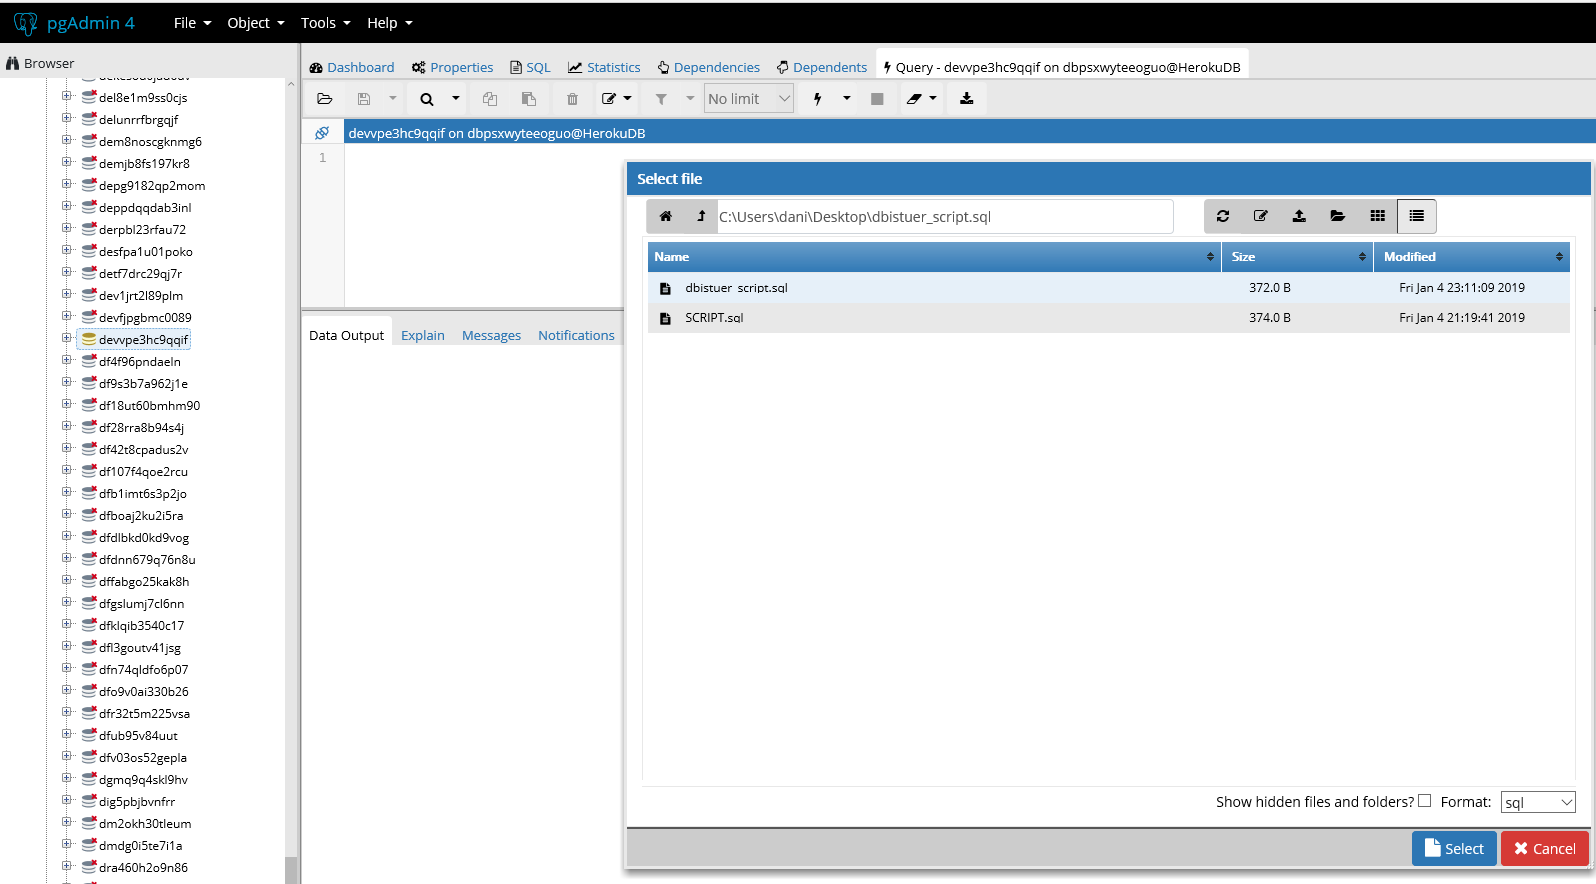 pgAdmin 4
File Object Tools Help
Browser
del8e1m9ss0cjs
delunrrfbrgqjf
dem8noscgknmg6
demjb8fs197kr8
depg9182qp2mom
deppdqqdab3inl
derpbl23rfau72
desfpa1u01poko
detf7drc29qj7r
dev1jrt2l89plm
devfjpgbmc0089
devvpe3hc9qqif
df4f96pndaeln
df9s3b7a962j1e
df18ut60bmhm90
df28rra8b94s4j
df42t8cpadus2v
df107f4qoe2rcu
dfb1imt6s3p2jo
dfboaj2ku2i5ra
dfdlbkd0kd9vog
dfdnn679q76n8u
dffabgo25kak8h
dfgslumj7cl6nn
dfklqib3540c17
dfl3goutv41jsg
dfn74qldfo6p07
dfo9v0ai330b26
dfr32t5m225vsa
dfub95v84uut
dfv03os52gepla
dgmq9q4skl9hv
dig5pbjbvnfrr
dm2okh30tleum
dmdg0i5te7i1a
dra460h2o9n86
Dashboard Properties SQL Statistics Dependencies Dependents Query - devvpe3hc9qqif on dbpsxwyteeoguo@HerokuDB
No limit
devvpe3hc9qqif on dbpsxwyteeoguo@HerokuDB
1
Data Output Explain Messages Notifications
Select file
C:\Users\dani\Desktop\dbistuer_script.sql
Name Size Modified
dbistuer_script.sql 372.0 B Fri Jan 4 23:11:09 2019
SCRIPT.sql 374.0 B Fri Jan 4 21:19:41 2019
Show hidden files and folders? Format: sql
Select Cancel